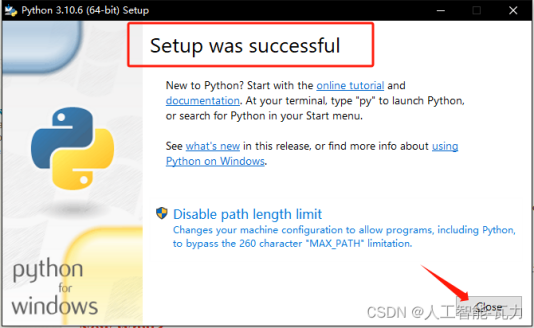 Python 3.10.6 (64-bit) Setup
Setup was successful
New to Python? Start with the online tutorial and
documentation. At your terminal, type "py" to launch Python,
or search for Python in your Start menu.
See what's new in this release, or find more info about using
Python on Windows.
Disable path length limit
Changes your machine configuration to allow programs, including Python,
to bypass the 260 character "MAX_PATH" limitation.
python
for
windows
Close
CSDN @人工智能-瓦力